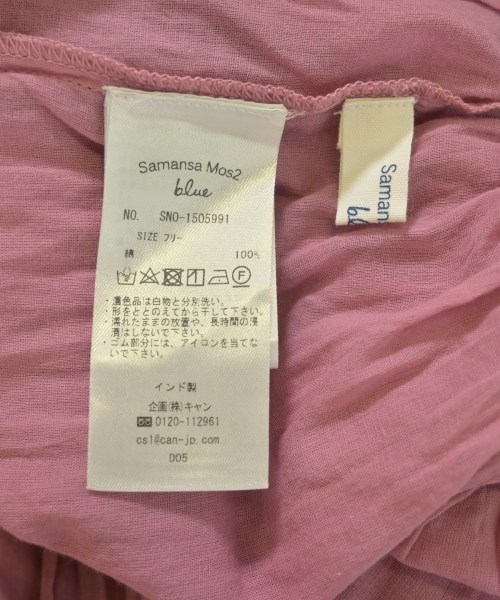 Samansa Mos2
blue
NO. SNO-1505991
SIZE フリー
綿 100%
・濃色品は白物と分別洗い。
・形をととのえてから干して下さい。
・濡れたままの放置や、長時間の浸
漬はしないで下さい。
・ゴム部分には、アイロンを当てな
いで下さい。
インド製
企画(株)キャン
0120-112961
cs1@can-jp.com
D05
Samansa
bl